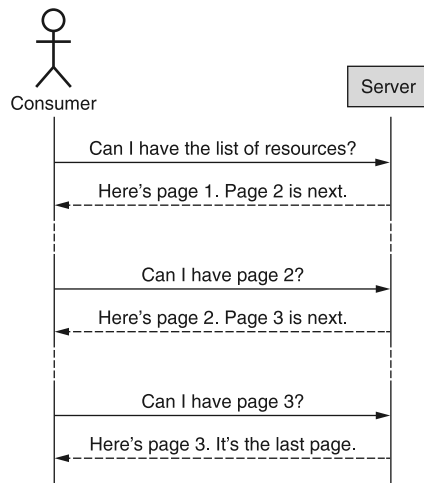 Consumer
Server
Can I have the list of resources?
Here’s page 1. Page 2 is next.
Can I have page 2?
Here’s page 2. Page 3 is next.
Can I have page 3?
Here’s page 3. It’s the last page.